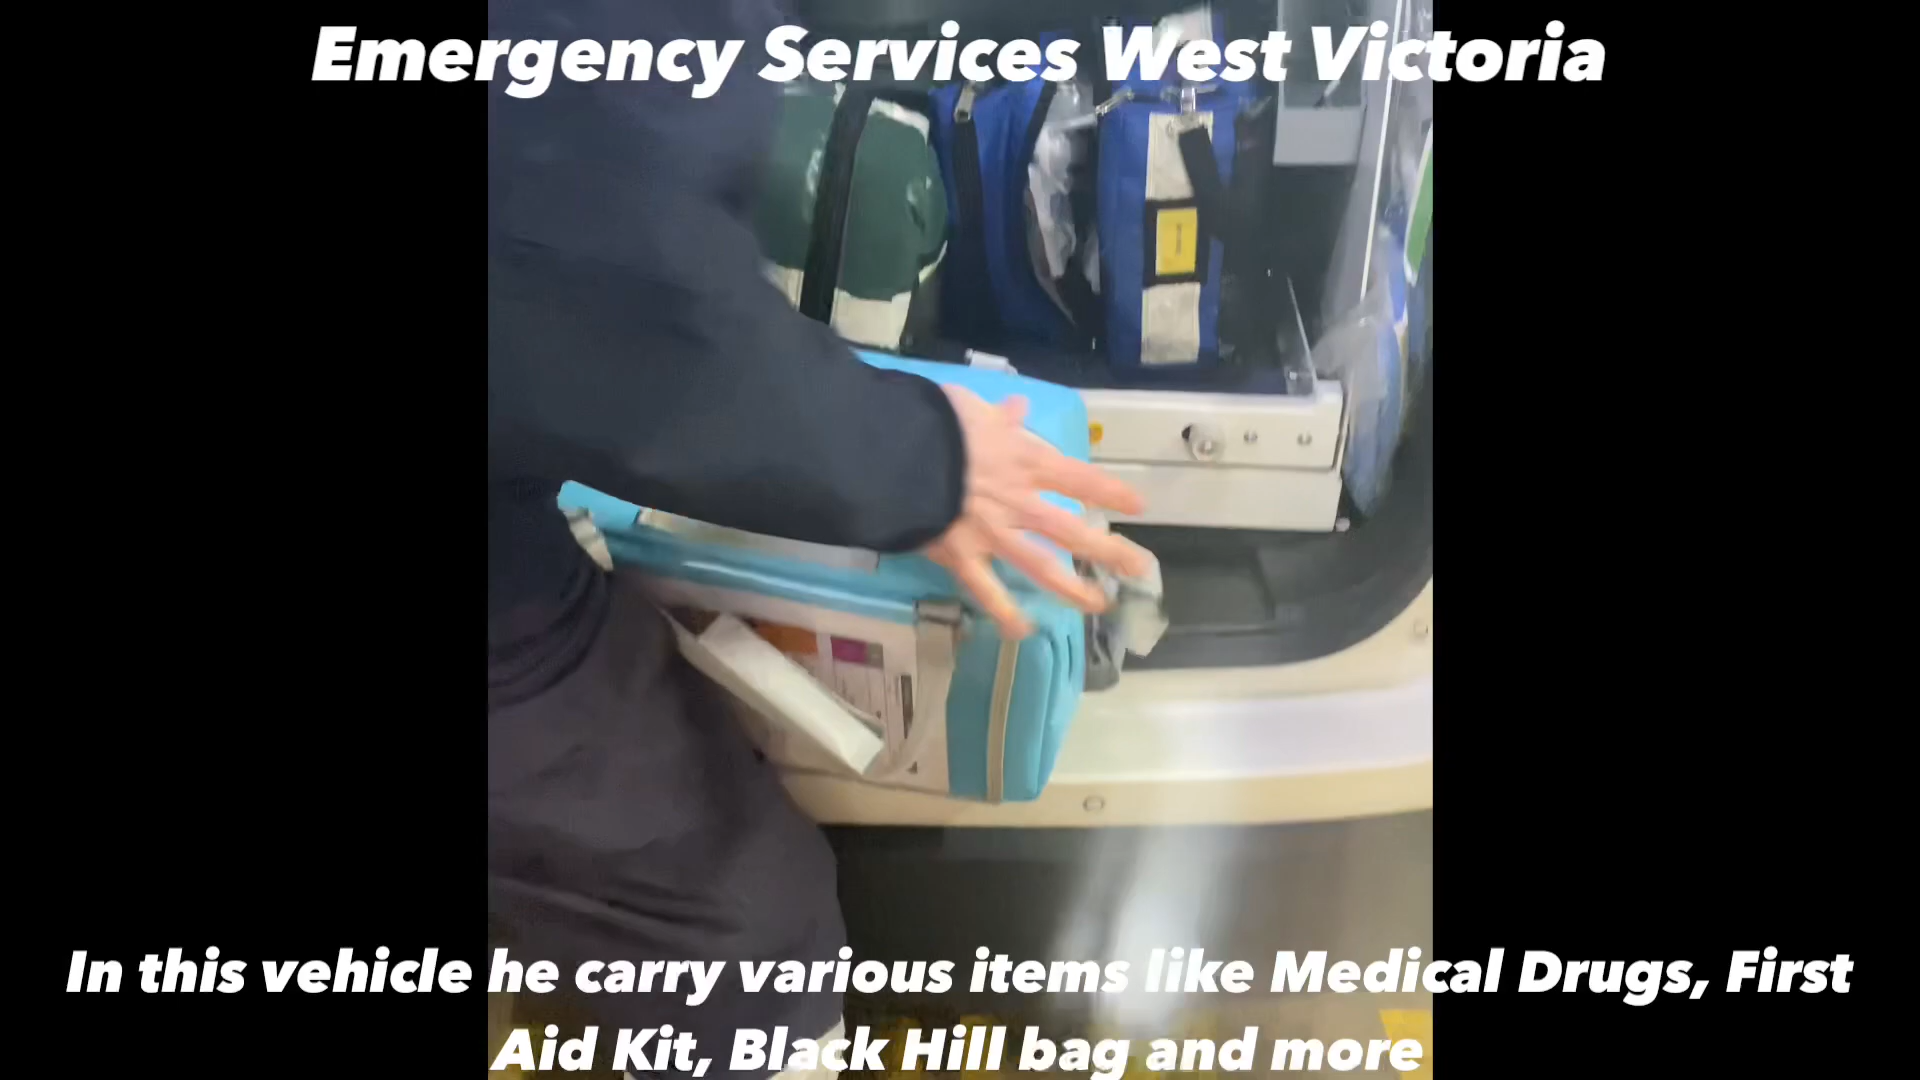 Emergency Services West Victoria
In this vehicle he carry various items like Medical Drugs, First
Aid Kit, Black Hill bag and more